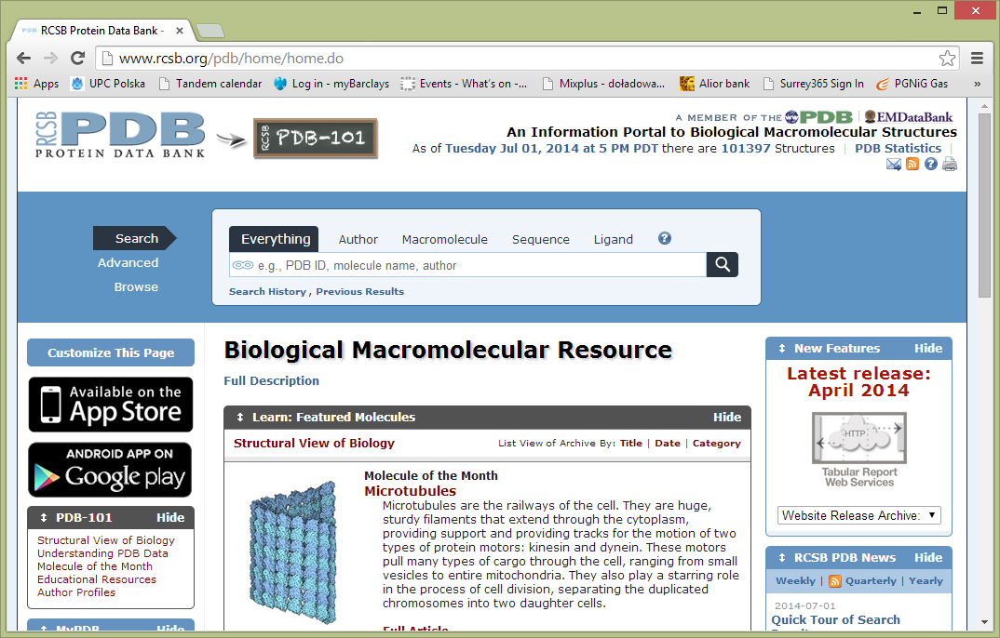 RCSB Protein Data Bank -
www.rcsb.org/pdb/home/home.do
Apps UPC Polska Tandem calendar Log in - myBarclays Events - What's on -... Mixplus - doładowa... Alior bank Surrey365 Sign In PGNiG Gas »
RCSB PDB
PROTEIN DATA BANK
RCSB PDB-101
A MEMBER OF THE PDB | EMDataBank
An Information Portal to Biological Macromolecular Structures
As of Tuesday Jul 01, 2014 at 5 PM PDT there are 101397 Structures | PDB Statistics |
Search
Advanced
Browse
Everything Author Macromolecule Sequence Ligand ?
e.g., PDB ID, molecule name, author
Search History , Previous Results
Customize This Page
Available on the
App Store
ANDROID APP ON
Google play
PDB-101 Hide
Structural View of Biology
Understanding PDB Data
Molecule of the Month
Educational Resources
Author Profiles
MyPDB Hide
Biological Macromolecular Resource
Full Description
Learn: Featured Molecules Hide
Structural View of Biology List View of Archive By: Title | Date | Category
Molecule of the Month
Microtubules
Microtubules are the railways of the cell. They are huge,
sturdy filaments that extend through the cytoplasm,
providing support and providing tracks for the motion of two
types of protein motors: kinesin and dynein. These motors
pull many types of cargo through the cell, ranging from small
vesicles to entire mitochondria. They also play a starring role
in the process of cell division, separating the duplicated
chromosomes into two daughter cells.
Full Article
New Features Hide
Latest release:
April 2014
HTTP
Tabular Report
Web Services
Website Release Archive:
RCSB PDB News Hide
Weekly | Quarterly | Yearly
2014-07-01
Quick Tour of Search